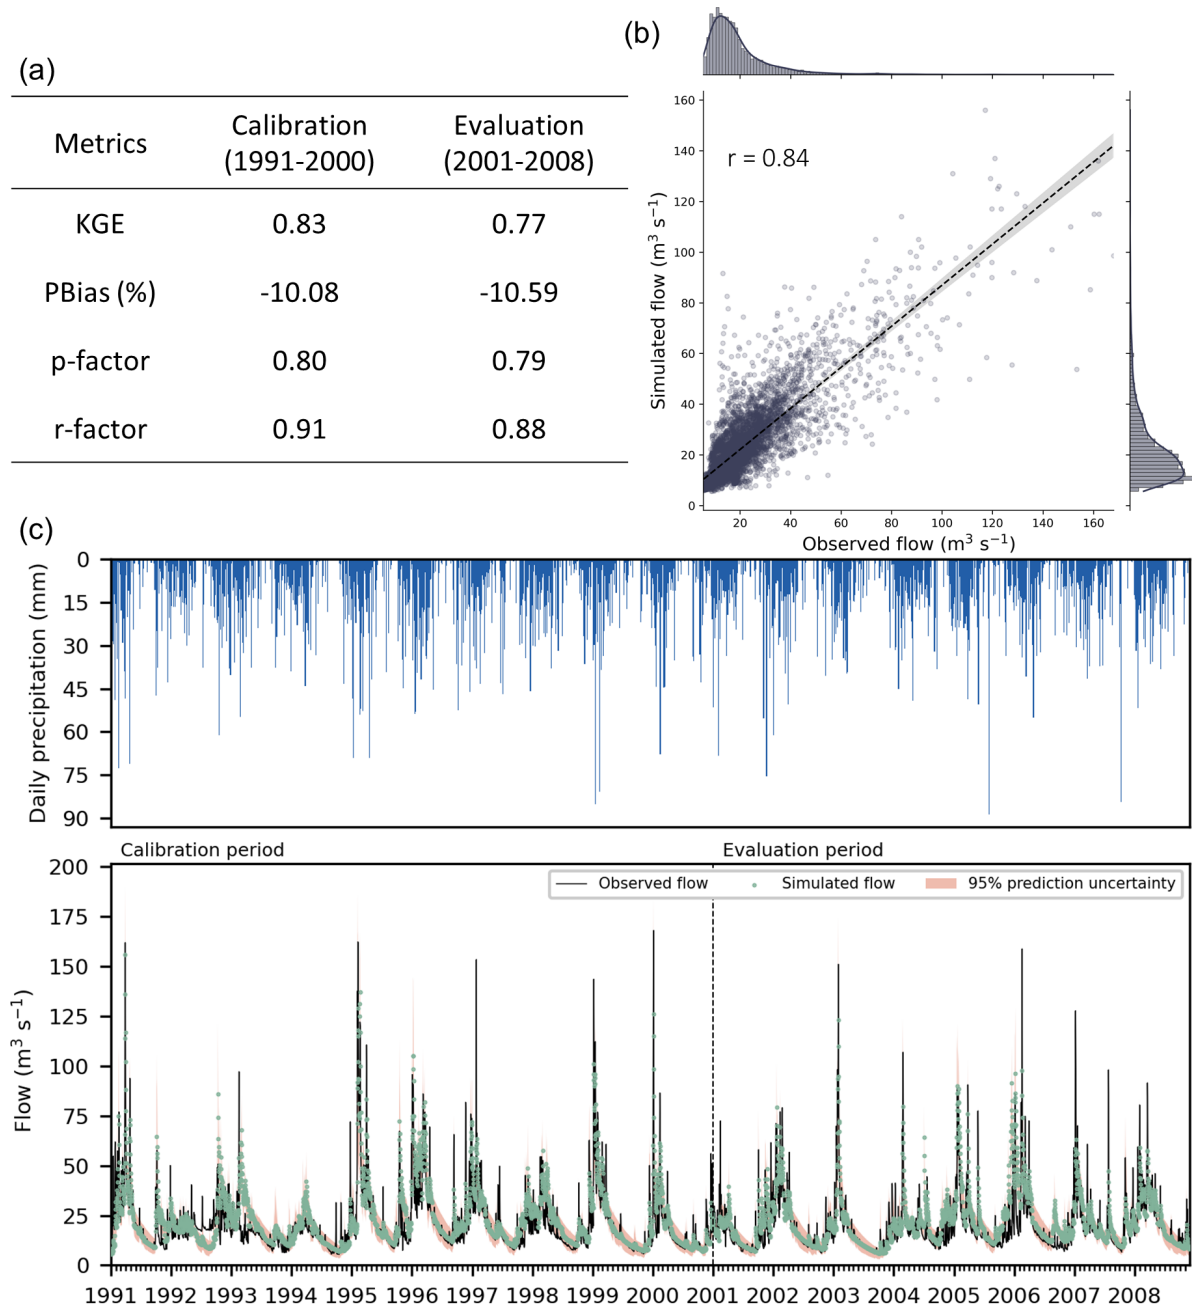 (a)
Metrics
Calibration
(1991-2000)
Evaluation
(2001-2008)
KGE 0.83 0.77
PBias (%) -10.08 -10.59
p-factor 0.80 0.79
r-factor 0.91 0.88
(b)
r = 0.84
Simulated flow (m³ s⁻¹)
160
140
120
100
80
60
40
20
0
20 40 60 80 100 120 140 160
Observed flow (m³ s⁻¹)
(c)
Daily precipitation (mm)
0
15
30
45
60
75
90
Calibration period Evaluation period
Observed flow Simulated flow 95% prediction uncertainty
Flow (m³ s⁻¹)
200
175
150
125
100
75
50
25
0
1991 1992 1993 1994 1995 1996 1997 1998 1999 2000 2001 2002 2003 2004 2005 2006 2007 2008